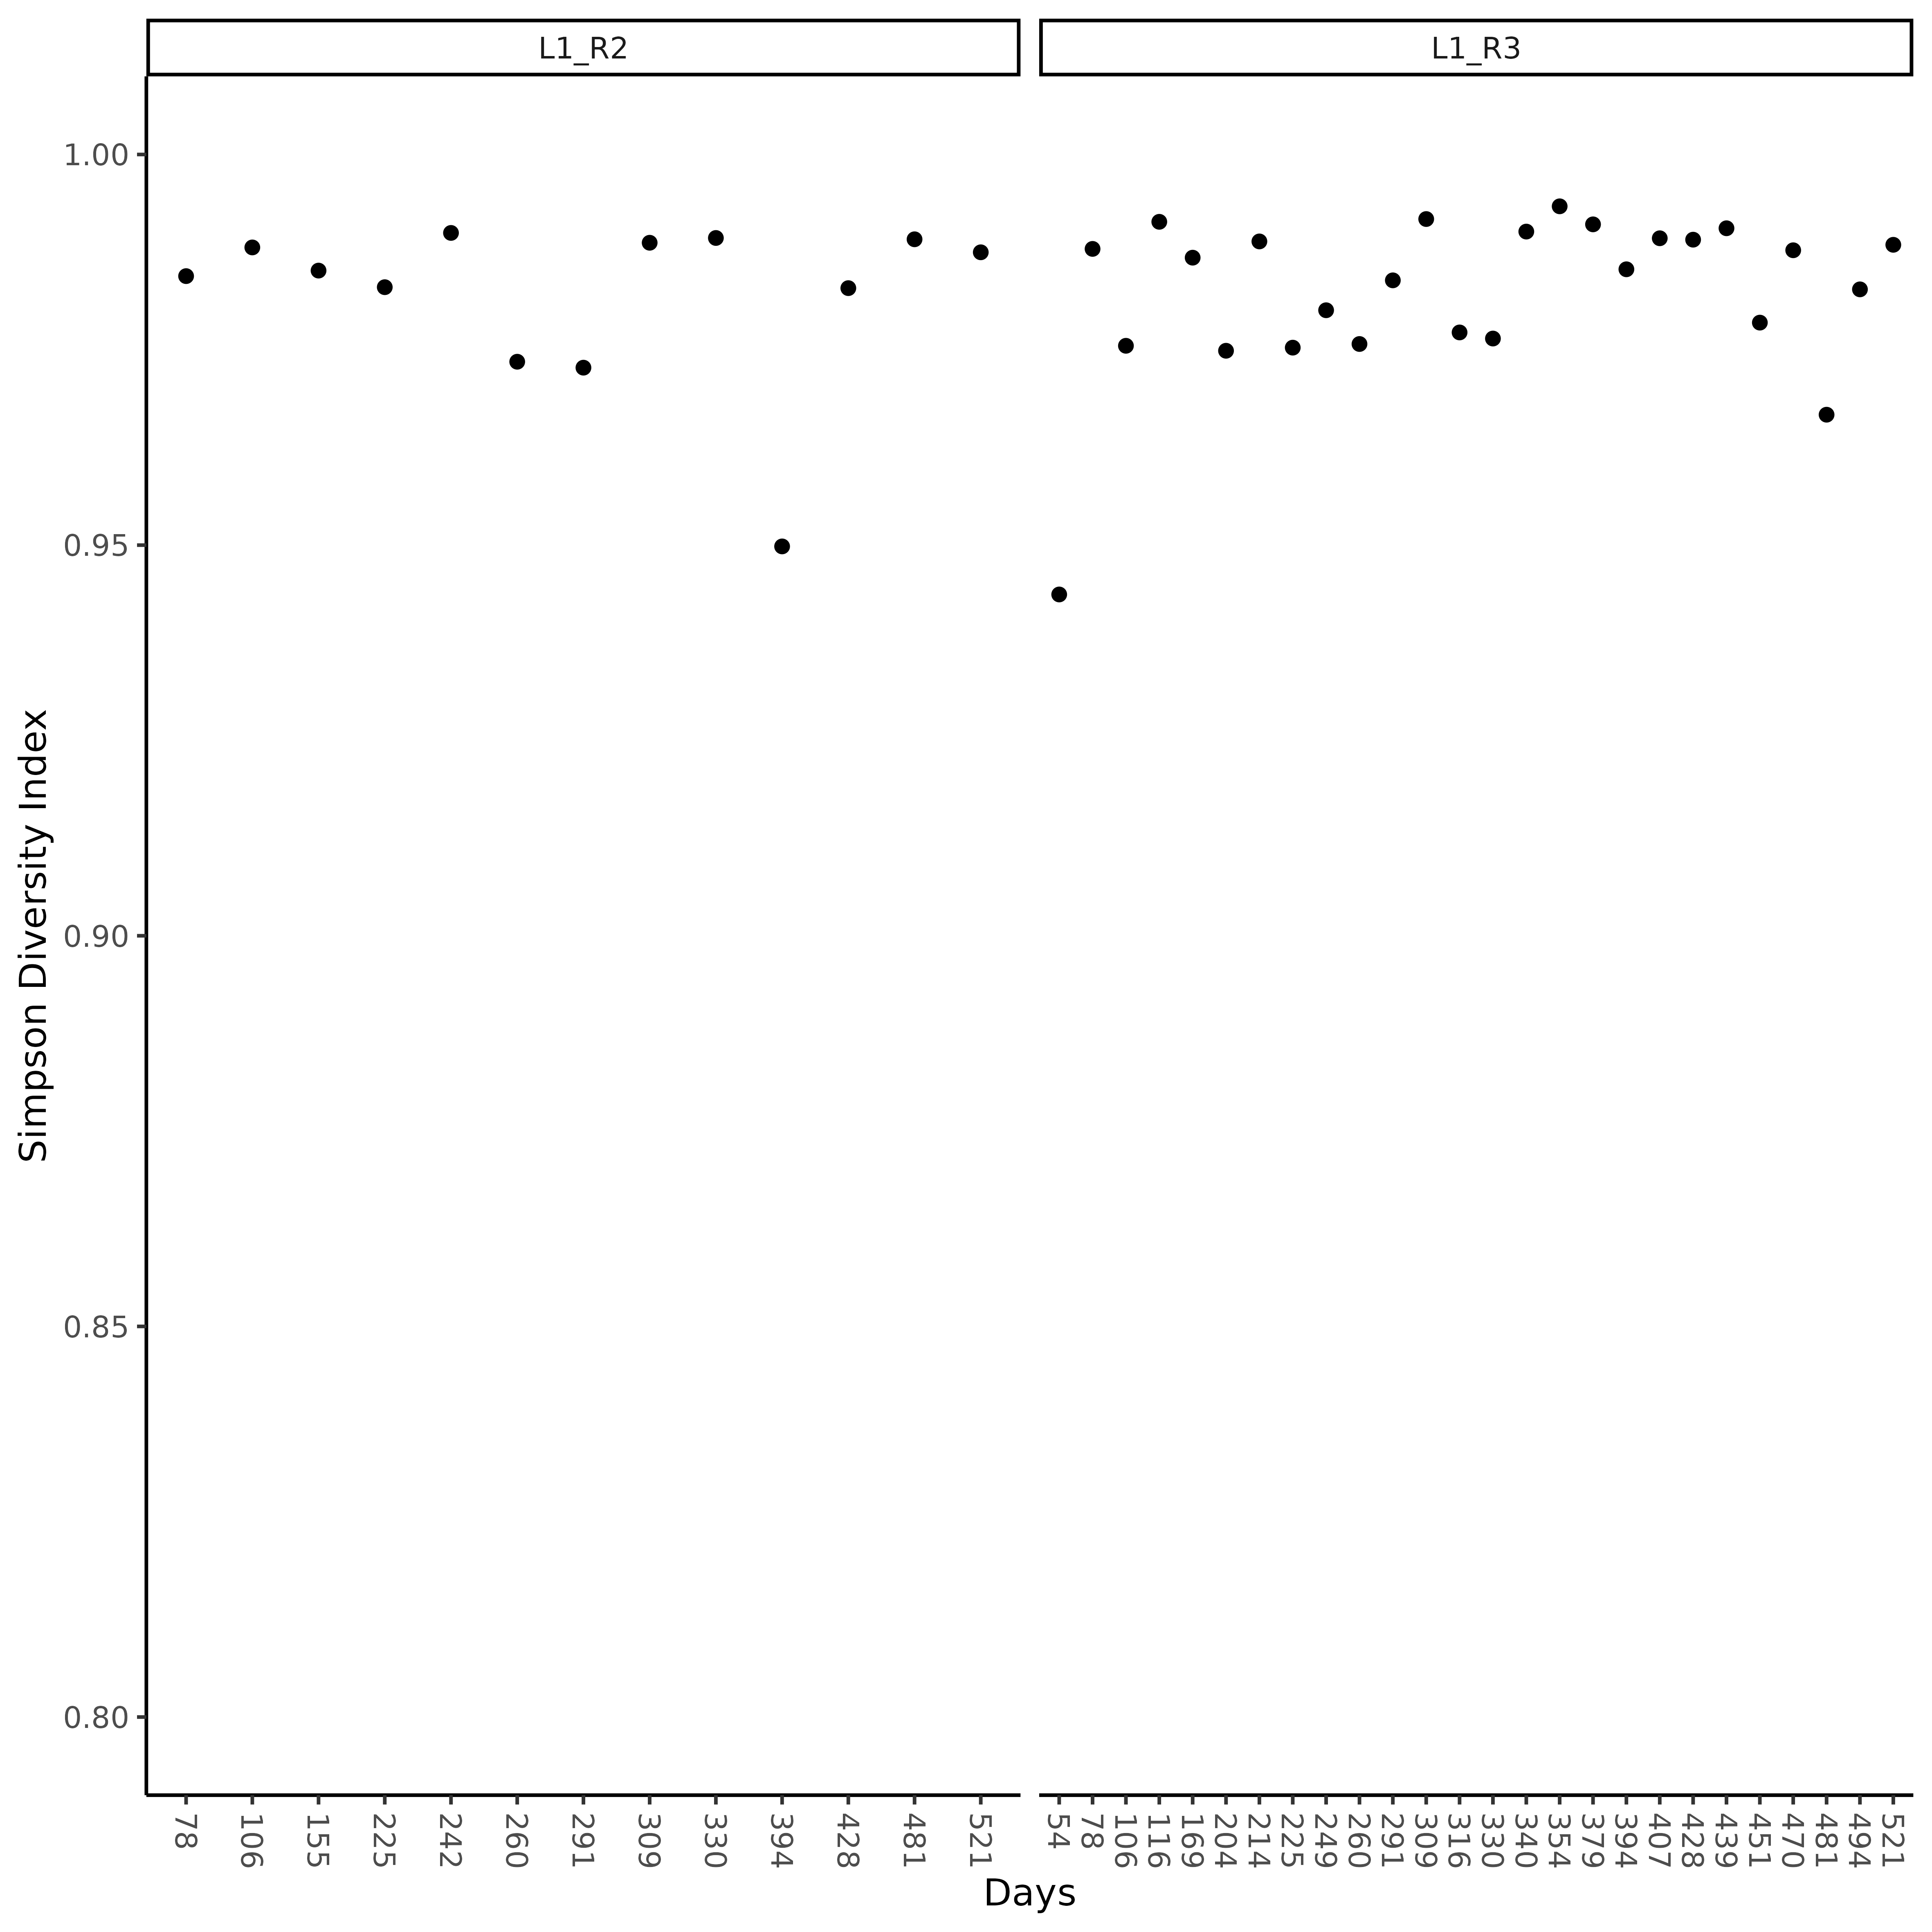 L1_R2 L1_R3
1.00
0.95
0.90
0.85
0.80
Simpson Diversity Index
78 106 155 225 242 260 291 309 330 394 428 481 521 54 78 106 116 169 204 214 225 249 260 291 309 316 330 340 354 379 394 407 428 439 451 470 481 494 521
Days